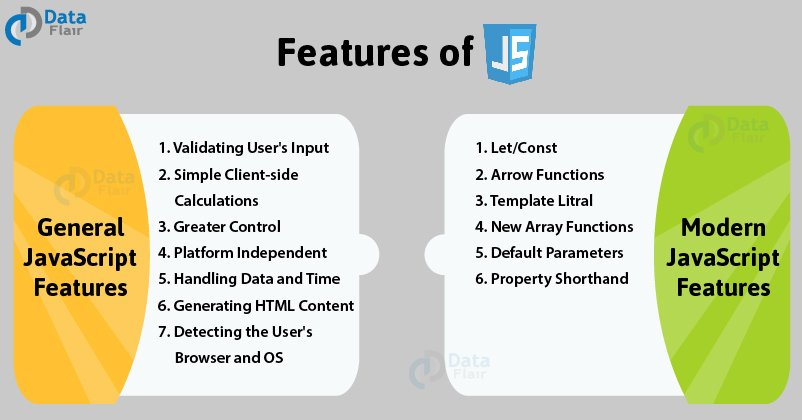 Data
Flair
Features of JS
Data
Flair
General
JavaScript
Features
1. Validating User's Input
2. Simple Client-side
Calculations
3. Greater Control
4. Platform Independent
5. Handling Data and Time
6. Generating HTML Content
7. Detecting the User's
Browser and OS
1. Let/Const
2. Arrow Functions
3. Template Litral
4. New Array Functions
5. Default Parameters
6. Property Shorthand
Data
Flair
Modern
JavaScript
Features
Data
Flair